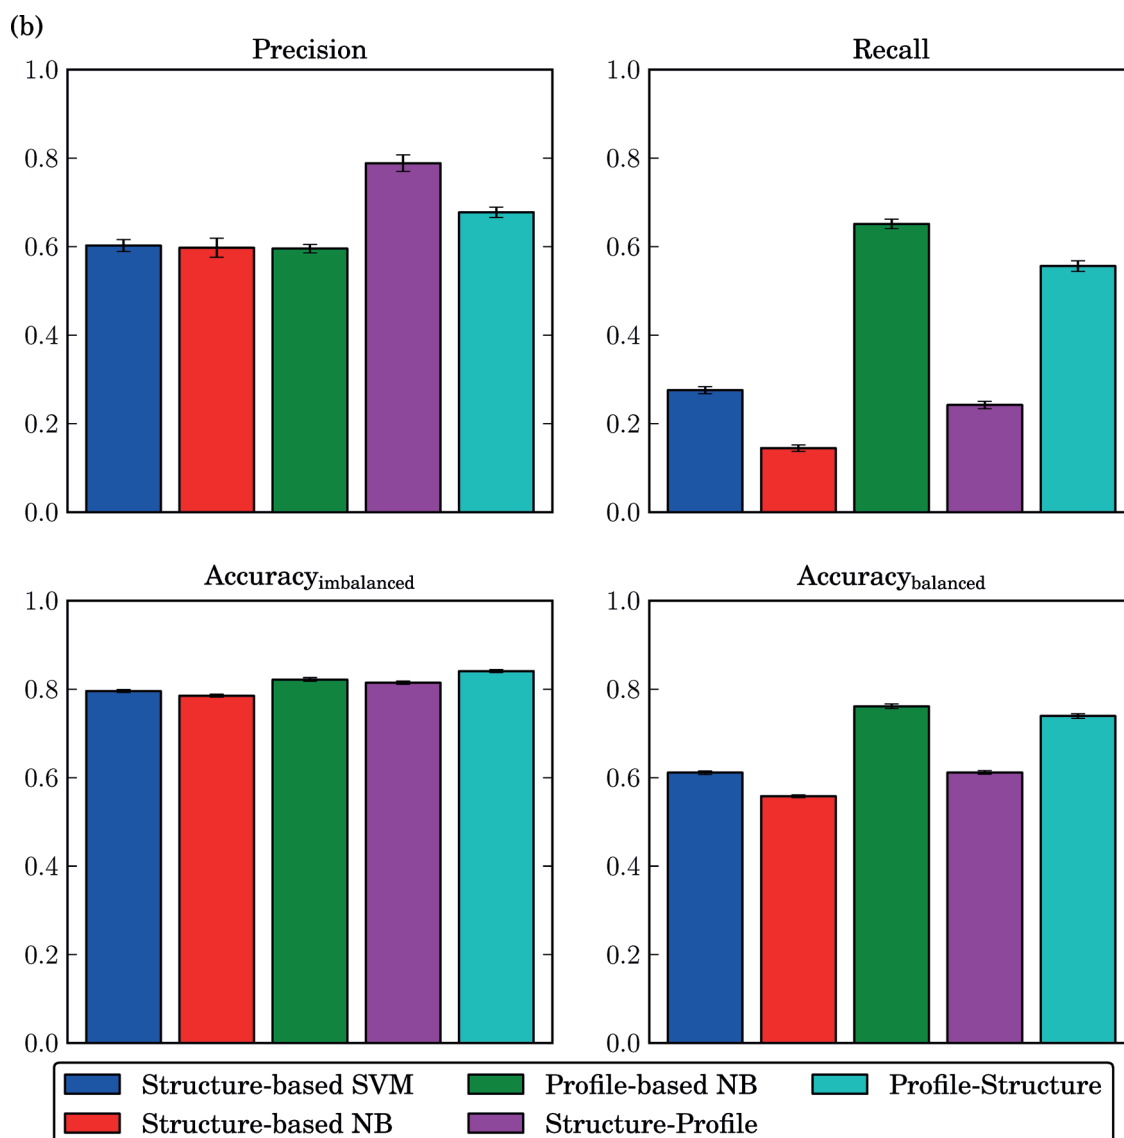 (b)
Precision
Recall
1.0
0.8
0.6
0.4
0.2
0.0
1.0
0.8
0.6
0.4
0.2
0.0
Accuracyimbalanced
Accuracybalanced
1.0
0.8
0.6
0.4
0.2
0.0
1.0
0.8
0.6
0.4
0.2
0.0
Structure-based SVM
Profile-based NB
Profile-Structure
Structure-based NB
Structure-Profile